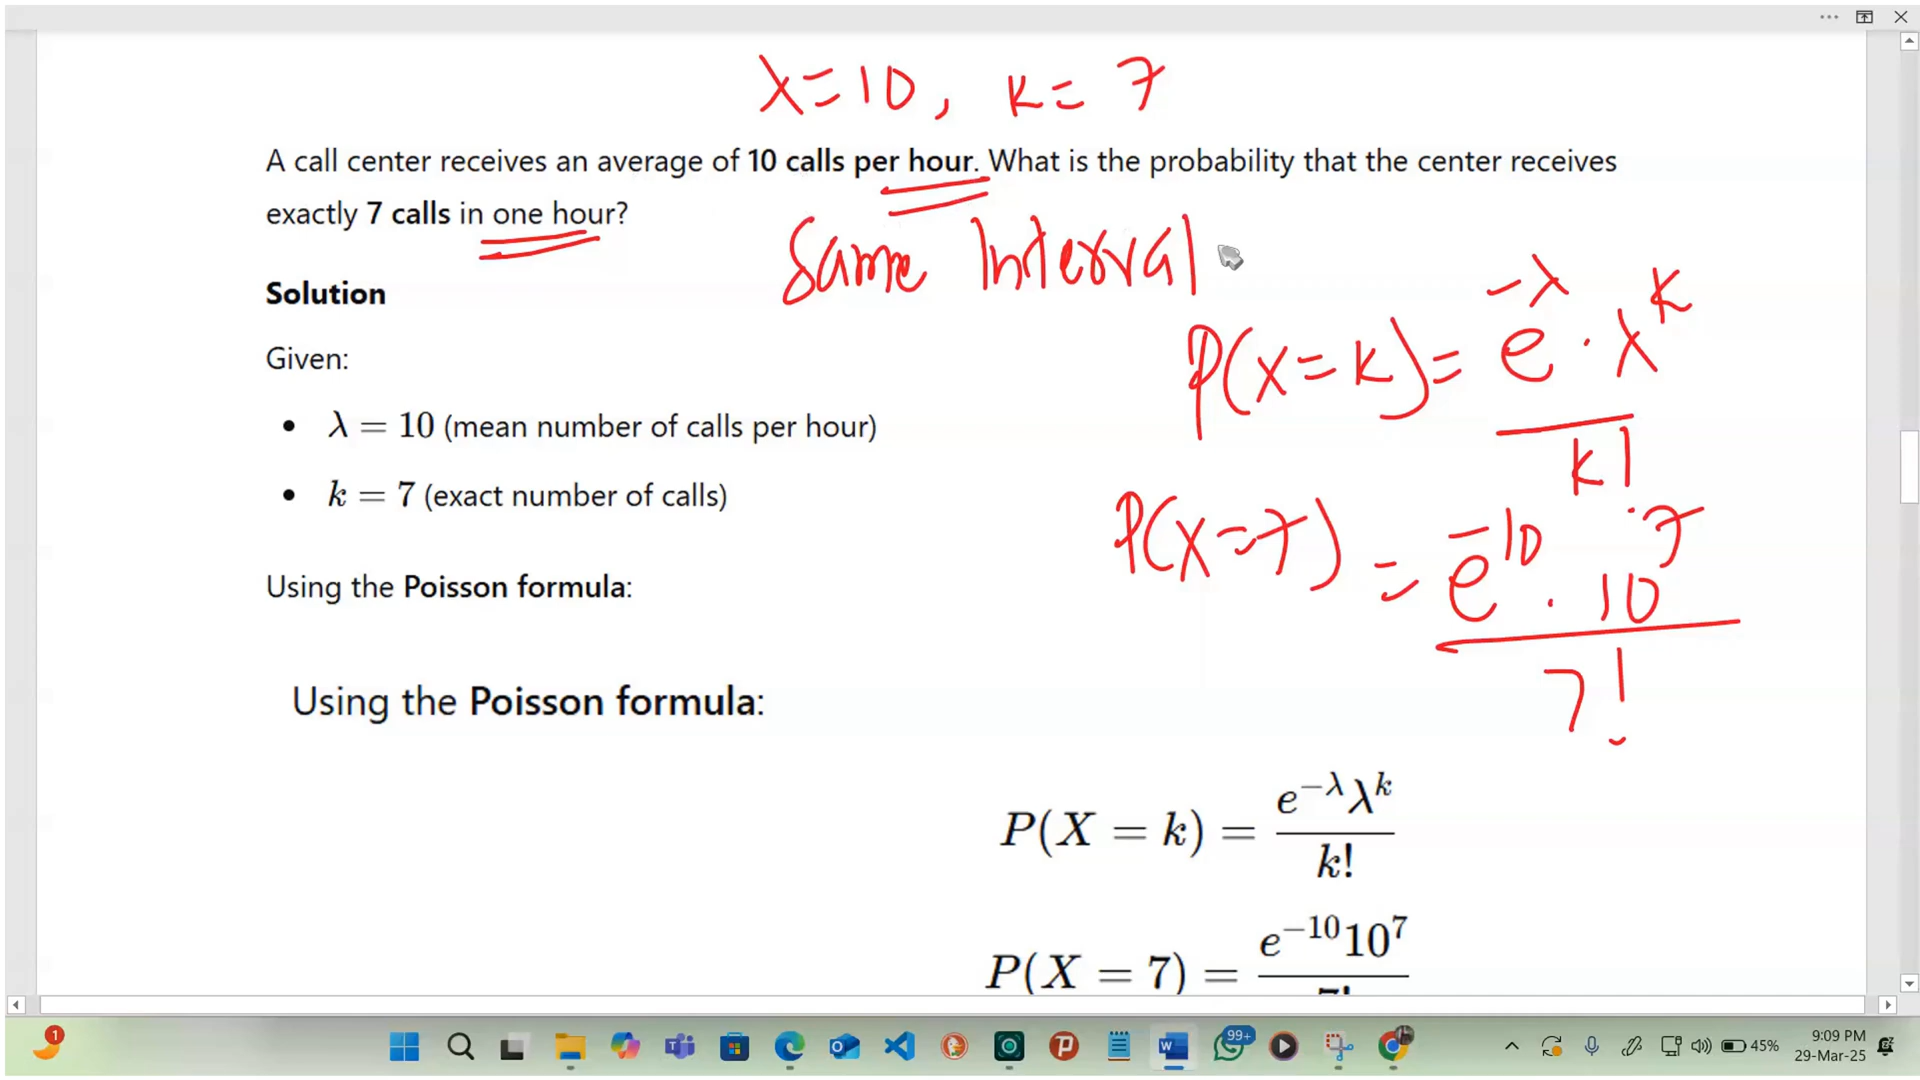 λ=10, k= 7
A call center receives an average of 10 calls per hour. What is the probability that the center receives
exactly 7 calls in one hour?
Same Interval
Solution
P(X=k)= e^-λ · λ^k
k!
Given:
• λ = 10 (mean number of calls per hour)
• k = 7 (exact number of calls)
P(X=7) = e^-10 · 10^7
7!
Using the Poisson formula:
Using the Poisson formula:
P(X = k) = e^−λ λ^k / k!
P(X = 7) = e^−10 10^7 / 7!
1
99+
9:09 PM
45%
29-Mar-25